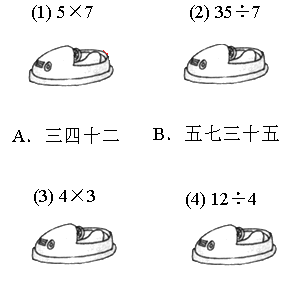 (1) 5×7 (2) 35÷7
A. 三四十二 B. 五七三十五
(3) 4×3 (4) 12÷4